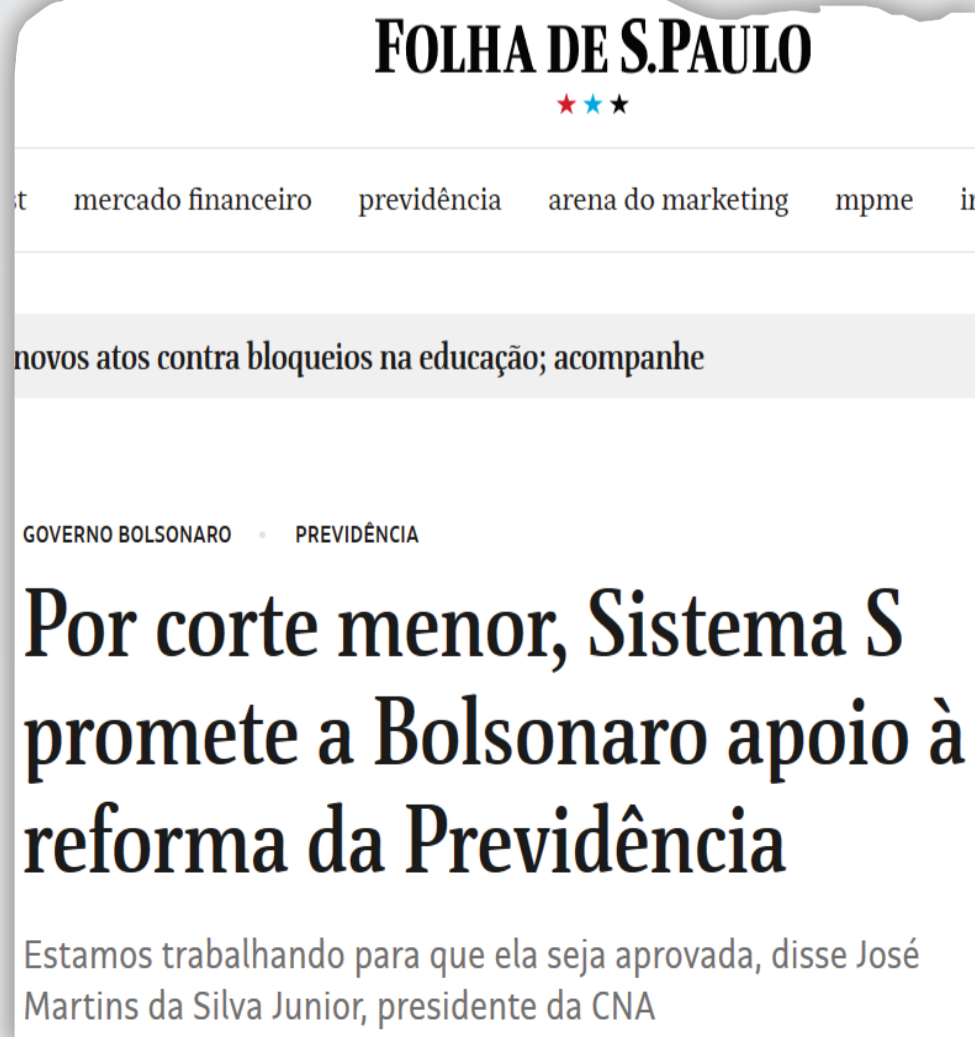 FOLHA DE S.PAULO
mercado financeiro previdência arena do marketing mpme
novos atos contra bloqueios na educação; acompanhe
GOVERNO BOLSONARO • PREVIDÊNCIA
Por corte menor, Sistema S
promete a Bolsonaro apoio à
reforma da Previdência
Estamos trabalhando para que ela seja aprovada, disse José
Martins da Silva Junior, presidente da CNA